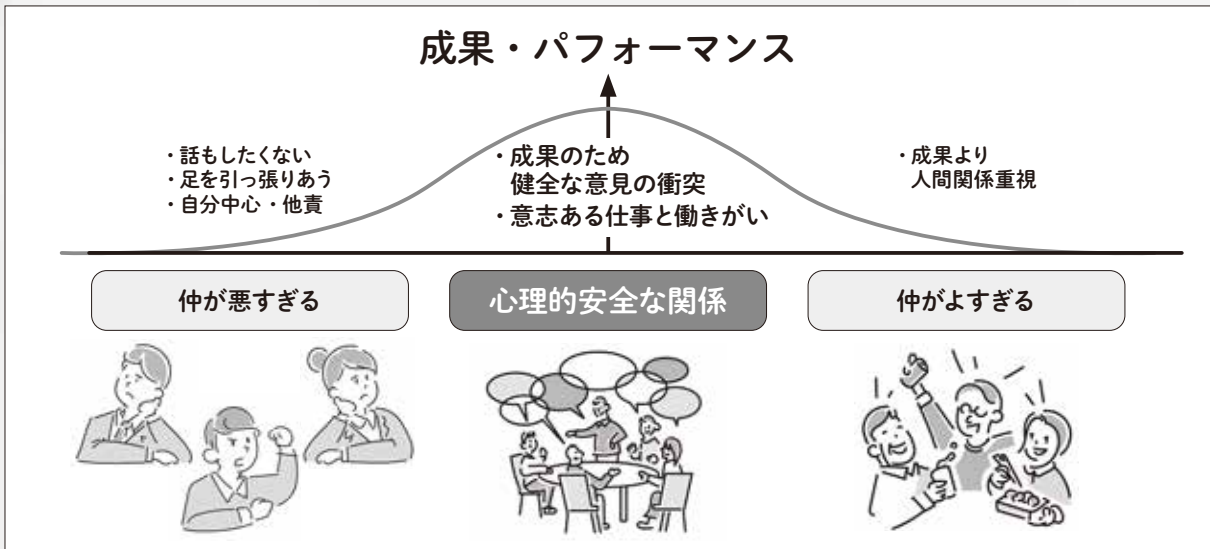 成果・パフォーマンス
・話もしたくない
・足を引っ張りあう
・自分中心・他責
・成果のため
健全な意見の衝突
・意志ある仕事と働きがい
・成果より
人間関係重視
仲が悪すぎる
心理的安全な関係
仲がよすぎる